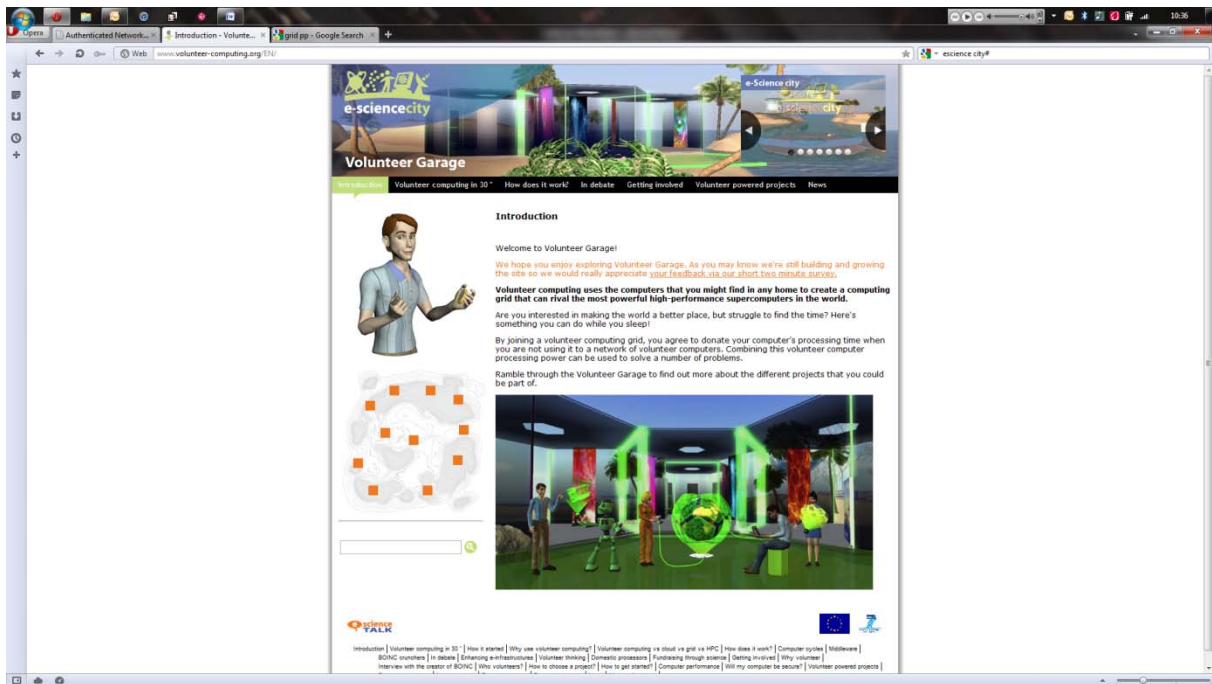 10:36
Opera
Authenticated Network...
Introduction - Volunte...
grid pp - Google Search
Web
www.volunteer-computing.org/EN/
escience city#
e-sciencecity
e-Science city
Volunteer Garage
Introduction
Volunteer computing in 30 "
How does it work?
In debate
Getting involved
Volunteer powered projects
News
Introduction
Welcome to Volunteer Garage!
We hope you enjoy exploring Volunteer Garage. As you may know we're still building and growing
the site so we would really appreciate your feedback via our short two minute survey.
Volunteer computing uses the computers that you might find in any home to create a computing
grid that can rival the most powerful high-performance supercomputers in the world.
Are you interested in making the world a better place, but struggle to find the time? Here's
something you can do while you sleep!
By joining a volunteer computing grid, you agree to donate your computer's processing time when
you are not using it to a network of volunteer computers. Combining this volunteer computer
processing power can be used to solve a number of problems.
Ramble through the Volunteer Garage to find out more about the different projects that you could
be part of.
e science
TALK
Introduction | Volunteer computing in 30 " | How it started | Why use volunteer computing? | Volunteer computing vs cloud vs grid vs HPC | How does it work? | Computer cycles | Middleware |
BOINC crunchers | In debate | Enhancing e-infrastructures | Volunteer thinking | Domestic processors | Fundraising through science | Getting involved | Why volunteer |
Interview with the creator of BOINC | Who volunteers? | How to choose a project? | How to get started? | Computer performance | Will my computer be secure? | Volunteer powered projects |